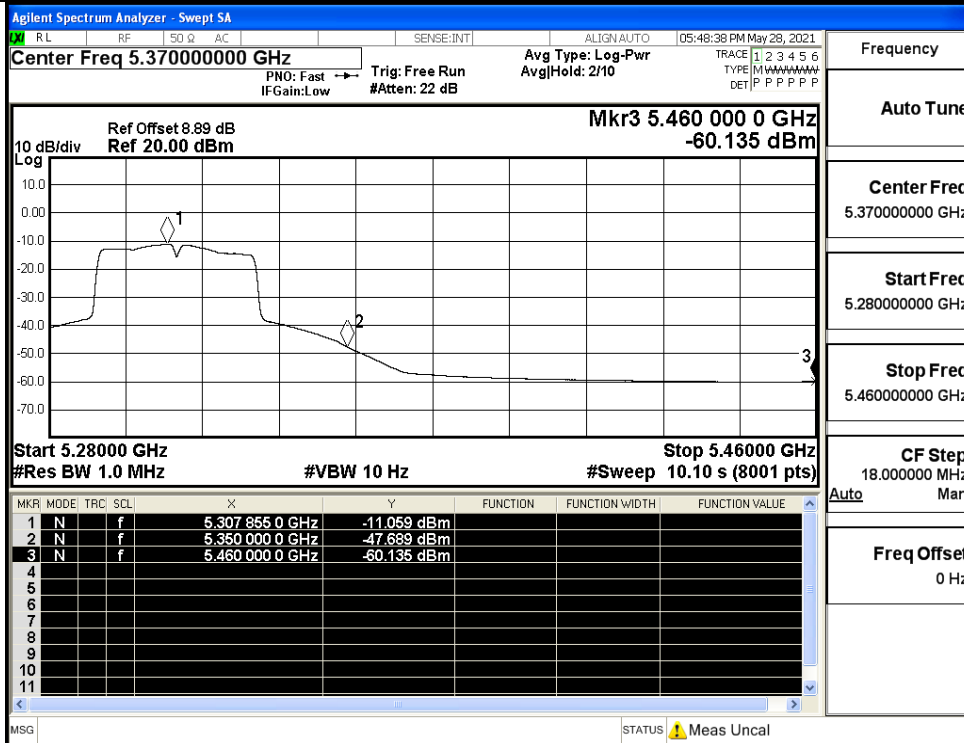 Agilent Spectrum Analyzer - Swept SA
LXI RL RF 50 Ω AC SENSE:INT ALIGN AUTO 05:48:38 PM May 28, 2021
Center Freq 5.370000000 GHz
PNO: Fast
IFGain:Low
Trig: Free Run
#Atten: 22 dB
Avg Type: Log-Pwr
Avg|Hold: 2/10
TRACE 1 2 3 4 5 6
TYPE M WWWWW
DET P P P P P P
Ref Offset 8.89 dB
10 dB/div Ref 20.00 dBm
Log
Mkr3 5.460 000 0 GHz
-60.135 dBm
10.0
0.00
-10.0
-20.0
-30.0
-40.0
-50.0
-60.0
-70.0
1
2
3
Start 5.28000 GHz Stop 5.46000 GHz
#Res BW 1.0 MHz #VBW 10 Hz #Sweep 10.10 s (8001 pts)
MKR MODE TRC SCL X Y FUNCTION FUNCTION WIDTH FUNCTION VALUE
1 N f 5.307 855 0 GHz -11.059 dBm
2 N f 5.350 000 0 GHz -47.689 dBm
3 N f 5.460 000 0 GHz -60.135 dBm
4
5
6
7
8
9
10
11
MSG STATUS Meas Uncal
Frequency
Auto Tune
Center Freq
5.370000000 GHz
Start Freq
5.280000000 GHz
Stop Freq
5.460000000 GHz
CF Step
18.000000 MHz
Auto Man
Freq Offset
0 Hz